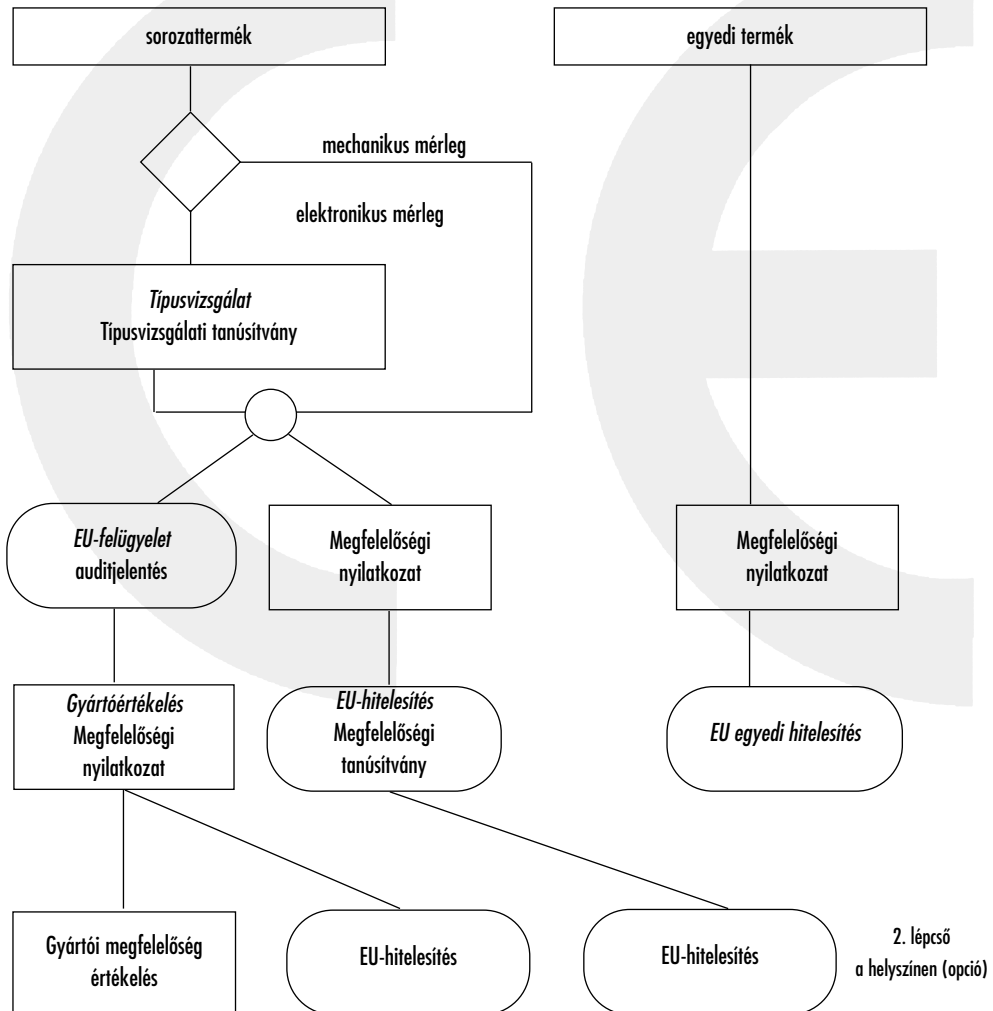 sorozattermék
egyedi termék
mechanikus mérleg
elektronikus mérleg
Típusvizsgálat
Típusvizsgálati tanúsítvány
EU-felügyelet
auditjelentés
Megfelelőségi
nyilatkozat
Megfelelőségi
nyilatkozat
Gyártóértékelés
Megfelelőségi
nyilatkozat
EU-hitelesítés
Megfelelőségi
tanúsítvány
EU egyedi hitelesítés
Gyártói megfelelőség
értékelés
EU-hitelesítés
EU-hitelesítés
2. lépcső
a helyszínen (opció)